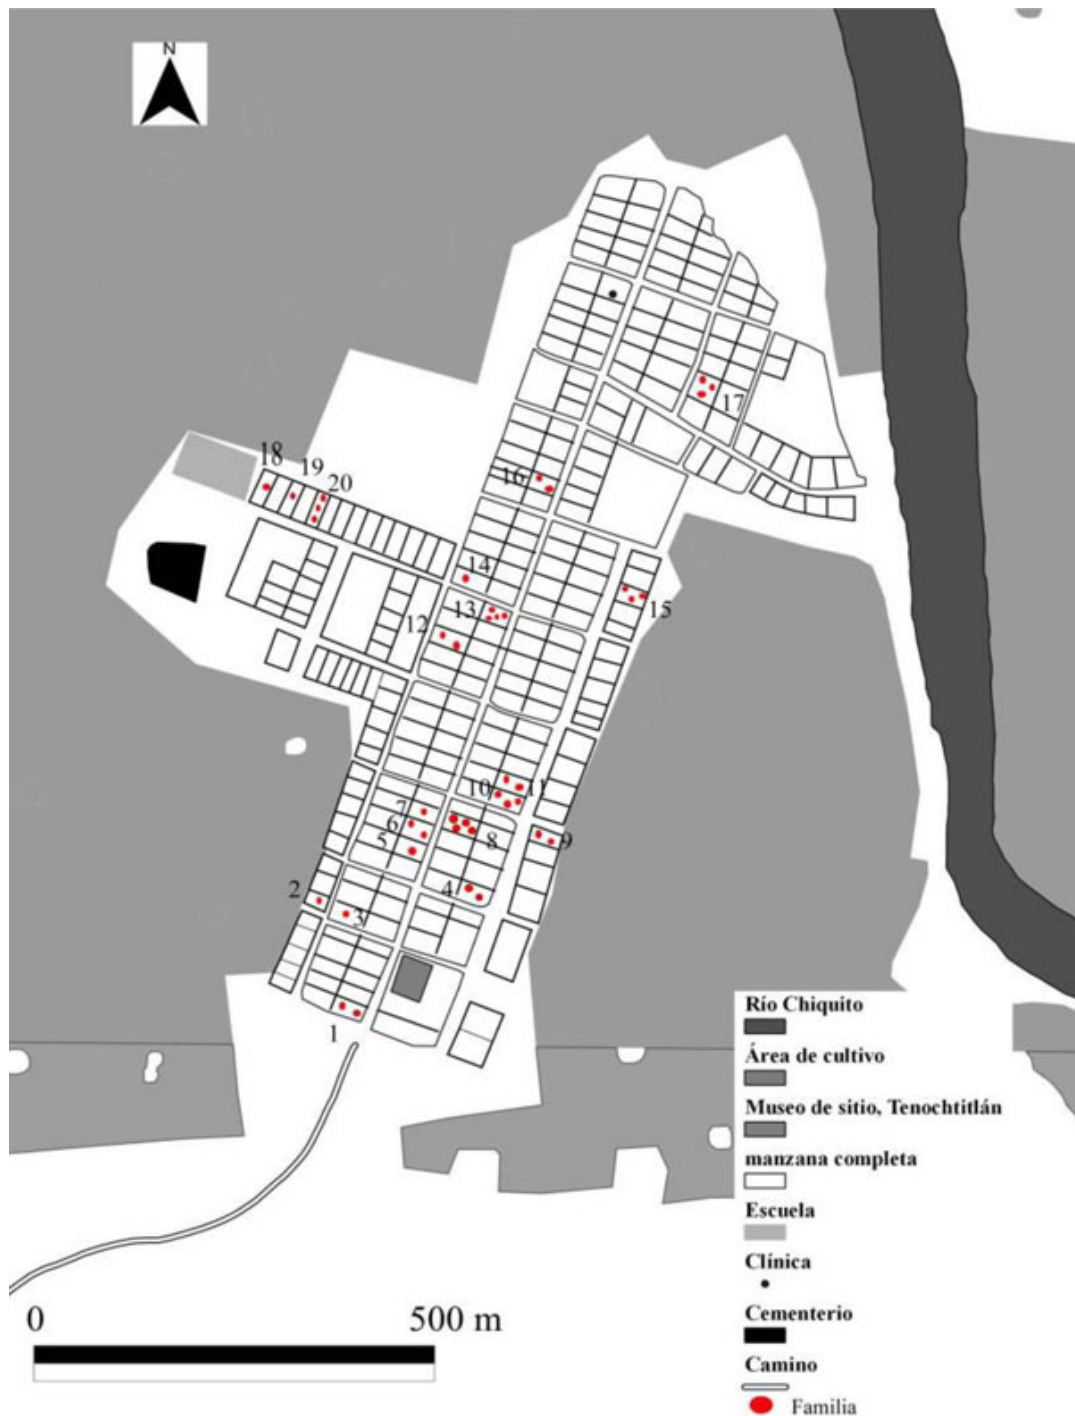 N
17
18
19
20
16
14
13
12
15
10
11
7
6
5
8
9
4
2
3
1
Río Chiquito
Área de cultivo
Museo de sitio, Tenochtitlán
manzana completa
Escuela
Clínica
Cementerio
Camino
Familia
0
500 m